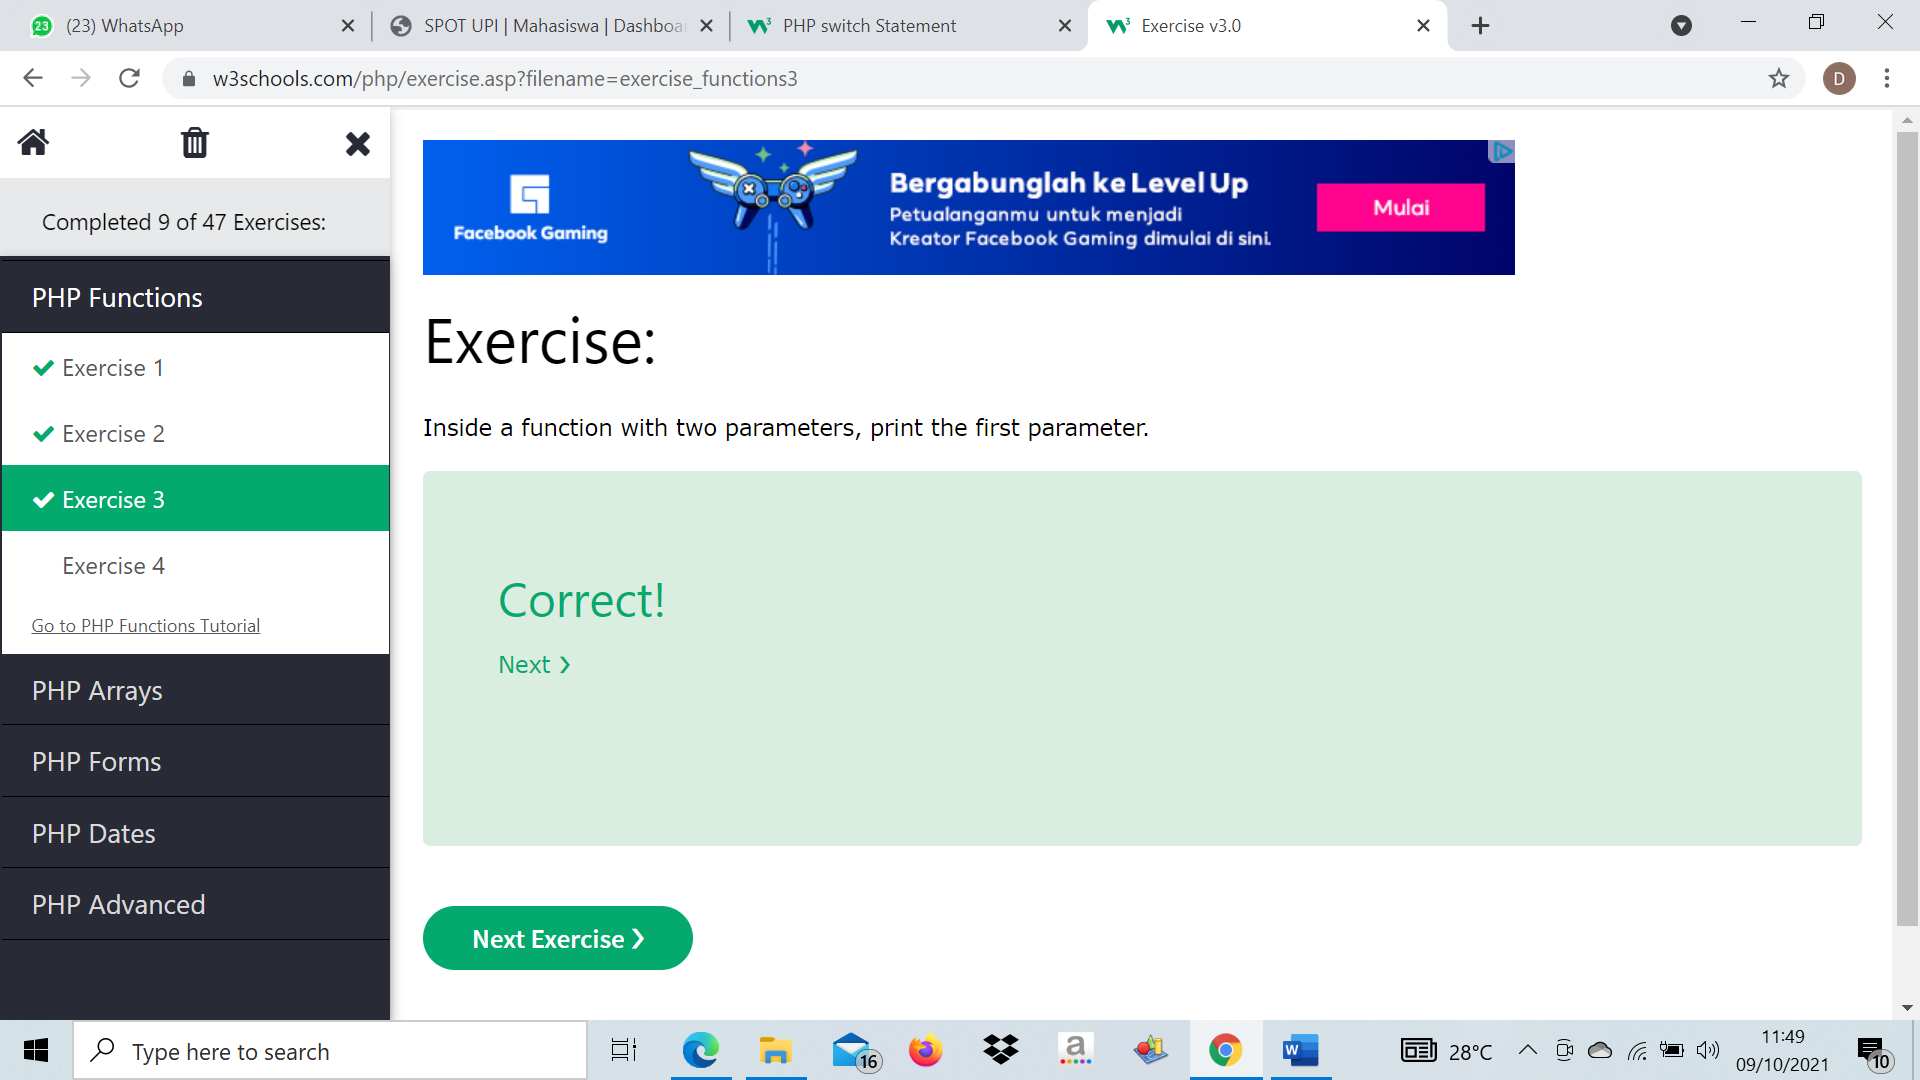 23
(23) WhatsApp
SPOT UPI | Mahasiswa | Dashboa
PHP switch Statement
Exercise v3.0
w3schools.com/php/exercise.asp?filename=exercise_functions3
D
Completed 9 of 47 Exercises:
PHP Functions
Exercise 1
Exercise 2
Exercise 3
Exercise 4
Go to PHP Functions Tutorial
PHP Arrays
PHP Forms
PHP Dates
PHP Advanced
Facebook Gaming
Bergabunglah ke Level Up
Petualanganmu untuk menjadi
Kreator Facebook Gaming dimulai di sini.
Mulai
Exercise:
Inside a function with two parameters, print the first parameter.
Correct!
Next ❯
Next Exercise ❯
Type here to search
16
a
W
28°C
11:49
09/10/2021
10